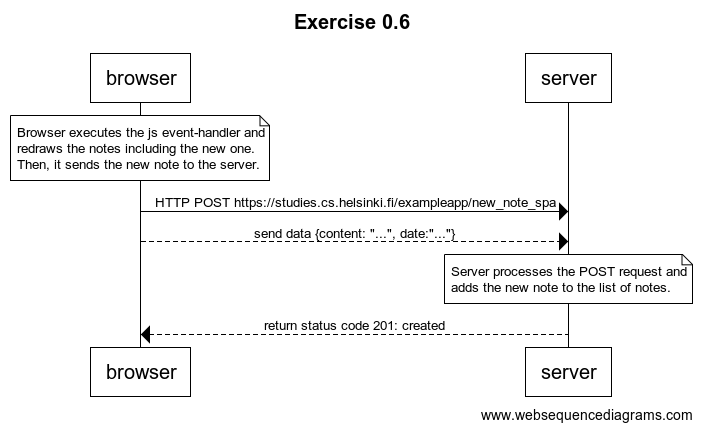 Exercise 0.6
browser
server
Browser executes the js event-handler and
redraws the notes including the new one.
Then, it sends the new note to the server.
HTTP POST https://studies.cs.helsinki.fi/exampleapp/new_note_spa
send data {content: "...", date:"..."}
Server processes the POST request and
adds the new note to the list of notes.
return status code 201: created
browser
server
www.websequencediagrams.com